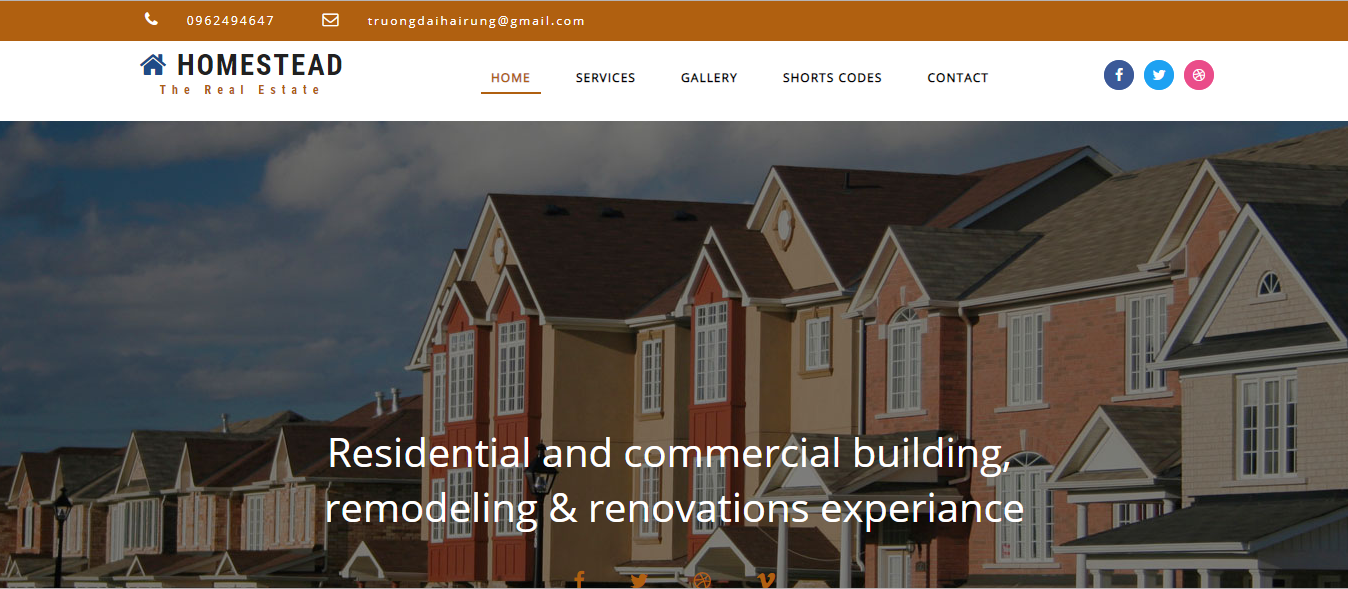 0962494647 truongdaihairung@gmail.com
HOMESTEAD
The Real Estate
HOME SERVICES GALLERY SHORTS CODES CONTACT
Residential and commercial building,
remodeling & renovations experiance